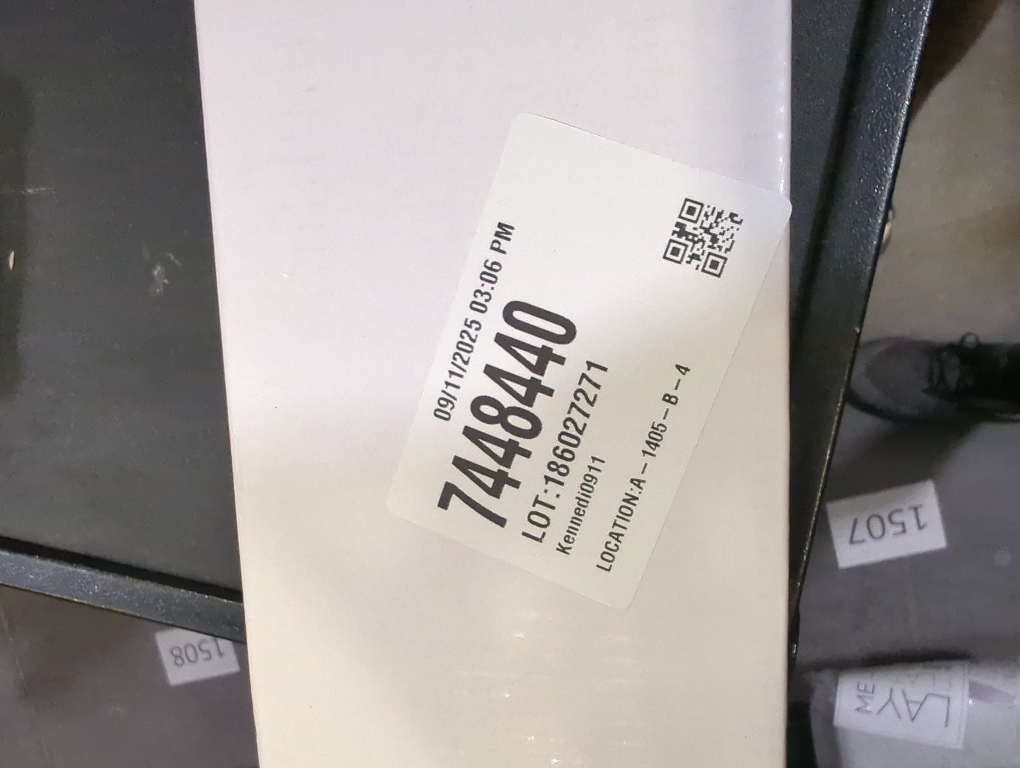 09/11/2025 03:06 PM
7448440
LOT:186027271
Kennedi0911
LOCATION:A-1405-B-4
1507
1508
ME
LAY